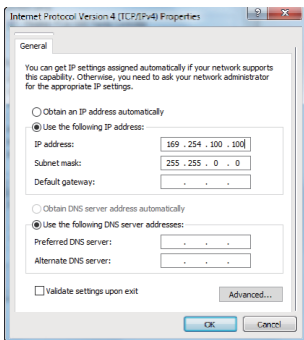 Internet Protocol Version 4 (TCP/IPv4) Properties
General
You can get IP settings assigned automatically if your network supports
this capability. Otherwise, you need to ask your network administrator
for the appropriate IP settings.
Obtain an IP address automatically
Use the following IP address:
IP address: 169 . 254 . 100 . 100
Subnet mask: 255 . 255 . 0 . 0
Default gateway: . . .
Obtain DNS server address automatically
Use the following DNS server addresses:
Preferred DNS server: . . .
Alternate DNS server: . . .
Validate settings upon exit
Advanced...
OK Cancel